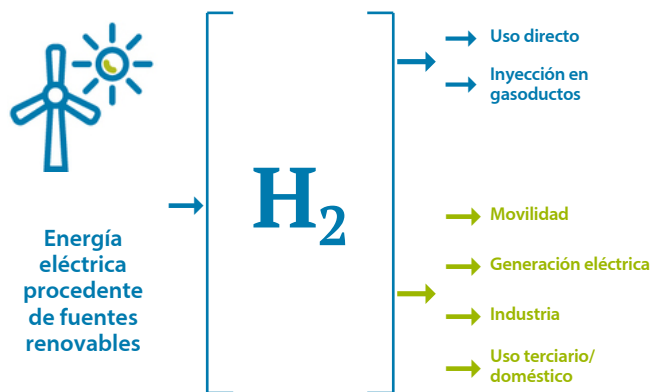 Energía
eléctrica
procedente
de fuentes
renovables
H₂
Uso directo
Inyección en
gasoductos
Movilidad
Generación eléctrica
Industria
Uso terciario/
doméstico